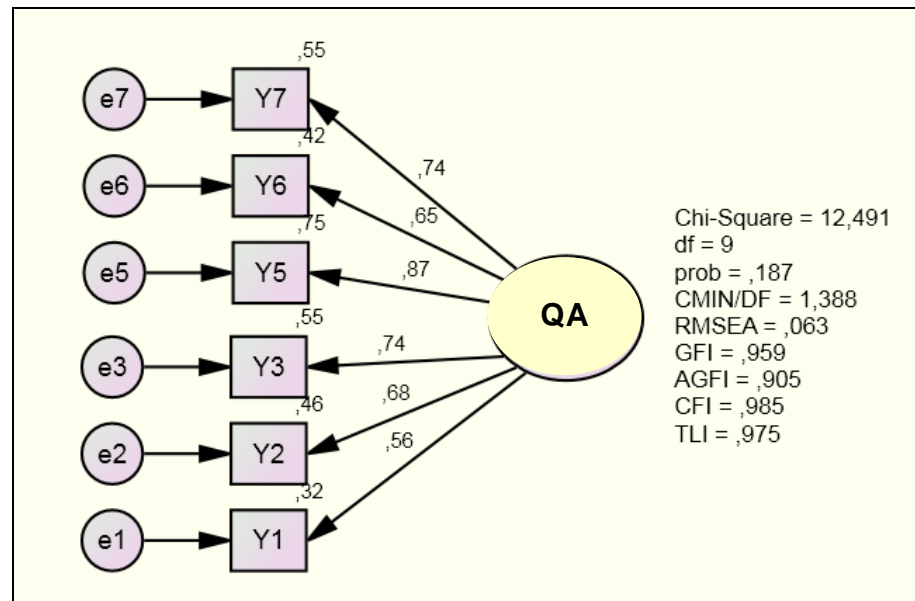 ,55
e7
Y7
,74
,42
e6
Y6
,65
,75
e5
Y5
,87
,55
e3
Y3
,74
,46
e2
Y2
,68
,32
e1
Y1
,56
QA
Chi-Square = 12,491
df = 9
prob = ,187
CMIN/DF = 1,388
RMSEA = ,063
GFI = ,959
AGFI = ,905
CFI = ,985
TLI = ,975